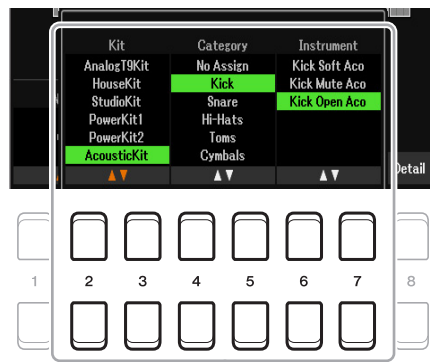 Kit Category Instrument
AnalogT9Kit No Assign Kick Soft Aco
HouseKit Kick Kick Mute Aco
StudioKit Snare Kick Open Aco
PowerKit1 Hi-Hats
PowerKit2 Toms
AcousticKit Cymbals
Detail
1 2 3 4 5 6 7 8